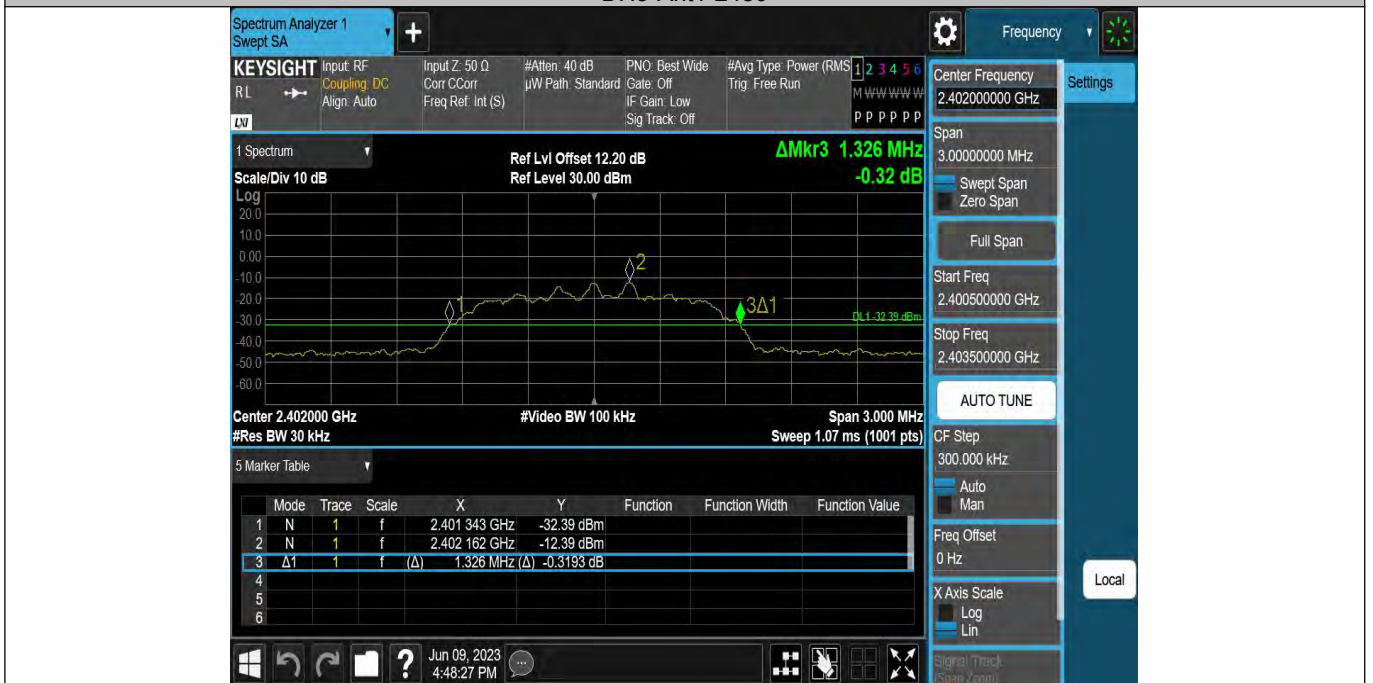 Spectrum Analyzer 1
Swept SA
+
Frequency
KEYSIGHT
RL
LXI
Input: RF
Coupling: DC
Align: Auto
Input Z: 50 Ω
Corr CCorr
Freq Ref: Int (S)
#Atten: 40 dB
µW Path: Standard
PNO: Best Wide
Gate: Off
IF Gain: Low
Sig Track: Off
#Avg Type: Power (RMS
Trig: Free Run
1 2 3 4 5 6
M W W W W W
P P P P P P
1 Spectrum
Scale/Div 10 dB
Ref Lvl Offset 12.20 dB
Ref Level 30.00 dBm
ΔMkr3 1.326 MHz
-0.32 dB
Log
20.0
10.0
0.00
-10.0
-20.0
-30.0
-40.0
-50.0
-60.0
1
2
3Δ1
DL1 -32.39 dBm
Center 2.402000 GHz
#Video BW 100 kHz
Span 3.000 MHz
#Res BW 30 kHz
Sweep 1.07 ms (1001 pts)
5 Marker Table
Mode Trace Scale X Y Function Function Width Function Value
1 N 1 f 2.401 343 GHz -32.39 dBm
2 N 1 f 2.402 162 GHz -12.39 dBm
3 Δ1 1 f (Δ) 1.326 MHz (Δ) -0.3193 dB
4
5
6
Jun 09, 2023
4:48:27 PM
?
Center Frequency
2.402000000 GHz
Settings
Span
3.00000000 MHz
Swept Span
Zero Span
Full Span
Start Freq
2.400500000 GHz
Stop Freq
2.403500000 GHz
AUTO TUNE
CF Step
300.000 kHz
Auto
Man
Freq Offset
0 Hz
X Axis Scale
Log
Lin
Signal Track
(Span Zoom)
Local